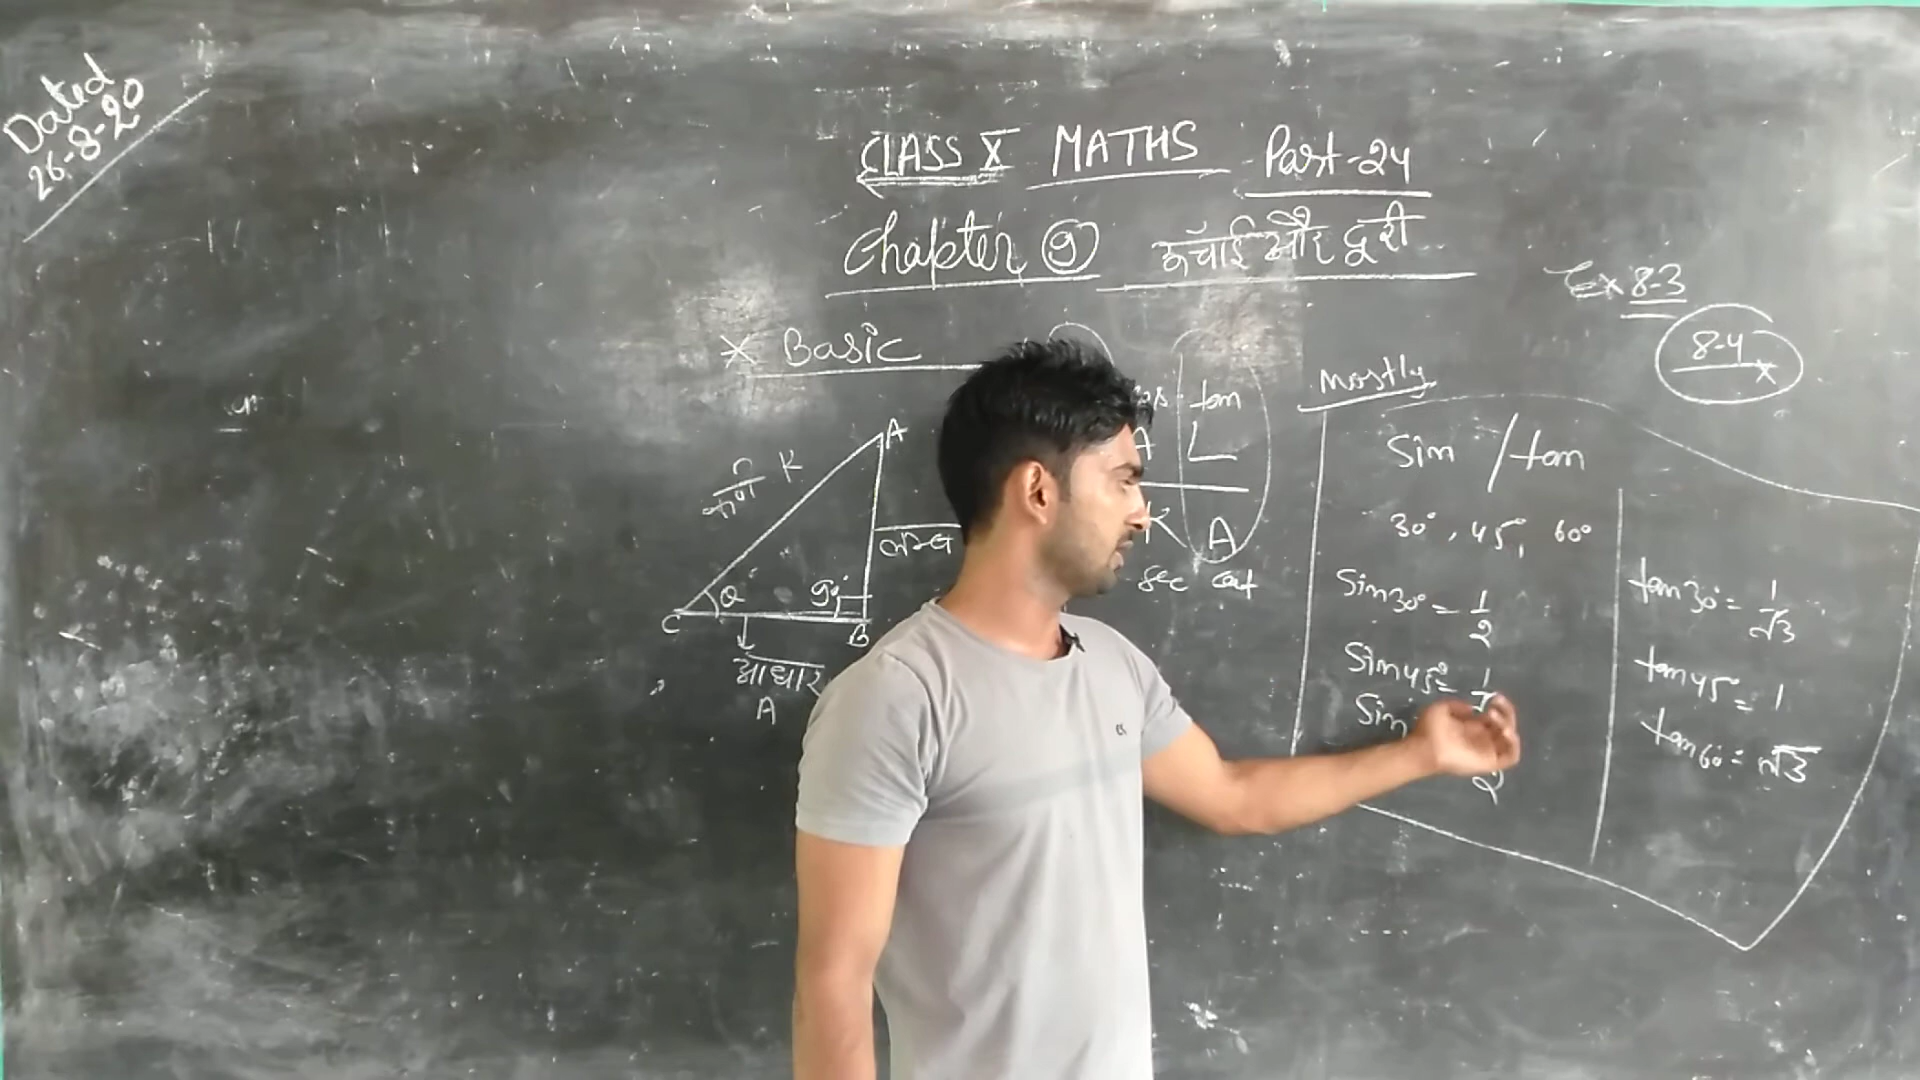 Dated
26-8-20
CLASS X MATHS Part-24
Chapter 9 ऊँचाई और दूरी
Ex 8-3
8-4 x
* Basic
Mostly
tan
A L
K A
sec cot
A
कर्ण K
लम्ब
θ 90°
C B
आधार
A
Sin / tan
30°, 45°, 60°
Sin30° = 1/2
Sin45° = 1/
Sin
2
tan30° = 1/√3
tan45° = 1
tan60° = √3